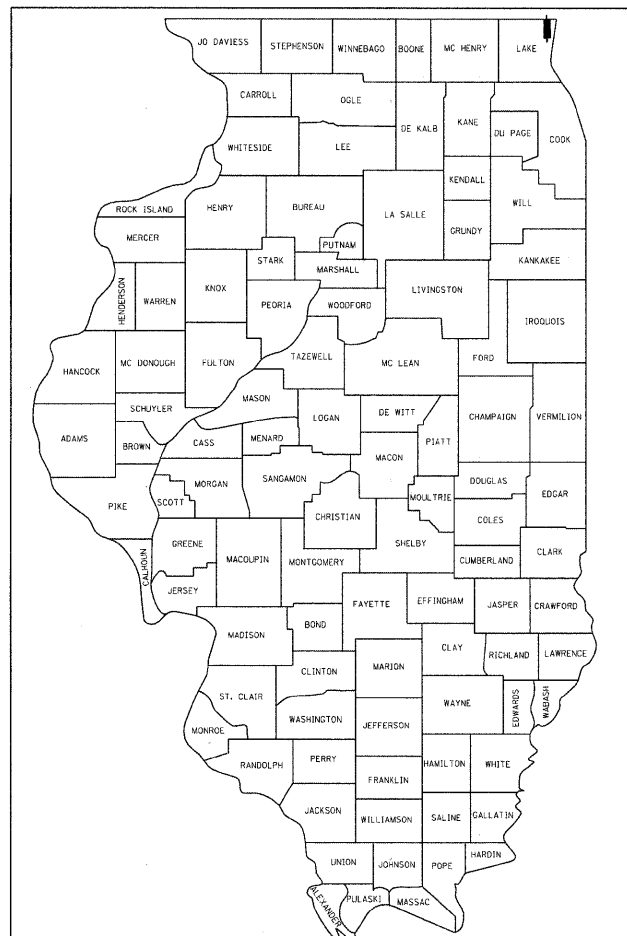 JO DAVIESS
STEPHENSON
WINNEBAGO
BOONE
MC HENRY
LAKE
CARROLL
OGLE
DE KALB
KANE
DU PAGE
COOK
WHITESIDE
LEE
KENDALL
WILL
ROCK ISLAND
HENRY
BUREAU
LA SALLE
GRUNDY
MERCER
PUTNAM
STARK
MARSHALL
KANKAKEE
HENDERSON
WARREN
KNOX
PEORIA
WOODFORD
LIVINGSTON
IROQUOIS
HANCOCK
MC DONOUGH
FULTON
TAZEWELL
MC LEAN
FORD
MASON
SCHUYLER
LOGAN
DE WITT
CHAMPAIGN
VERMILION
ADAMS
BROWN
CASS
MENARD
MACON
PIATT
PIKE
SCOTT
MORGAN
SANGAMON
DOUGLAS
MOULTRIE
EDGAR
CHRISTIAN
COLES
CALHOUN
GREENE
MACOUPIN
MONTGOMERY
SHELBY
CUMBERLAND
CLARK
JERSEY
FAYETTE
EFFINGHAM
JASPER
CRAWFORD
MADISON
BOND
CLAY
RICHLAND
LAWRENCE
CLINTON
MARION
ST. CLAIR
WAYNE
EDWARDS
WABASH
MONROE
WASHINGTON
JEFFERSON
RANDOLPH
PERRY
HAMILTON
WHITE
FRANKLIN
JACKSON
WILLIAMSON
SALINE
GALLATIN
UNION
JOHNSON
POPE
HARDIN
ALEXANDER
PULASKI
MASSAC